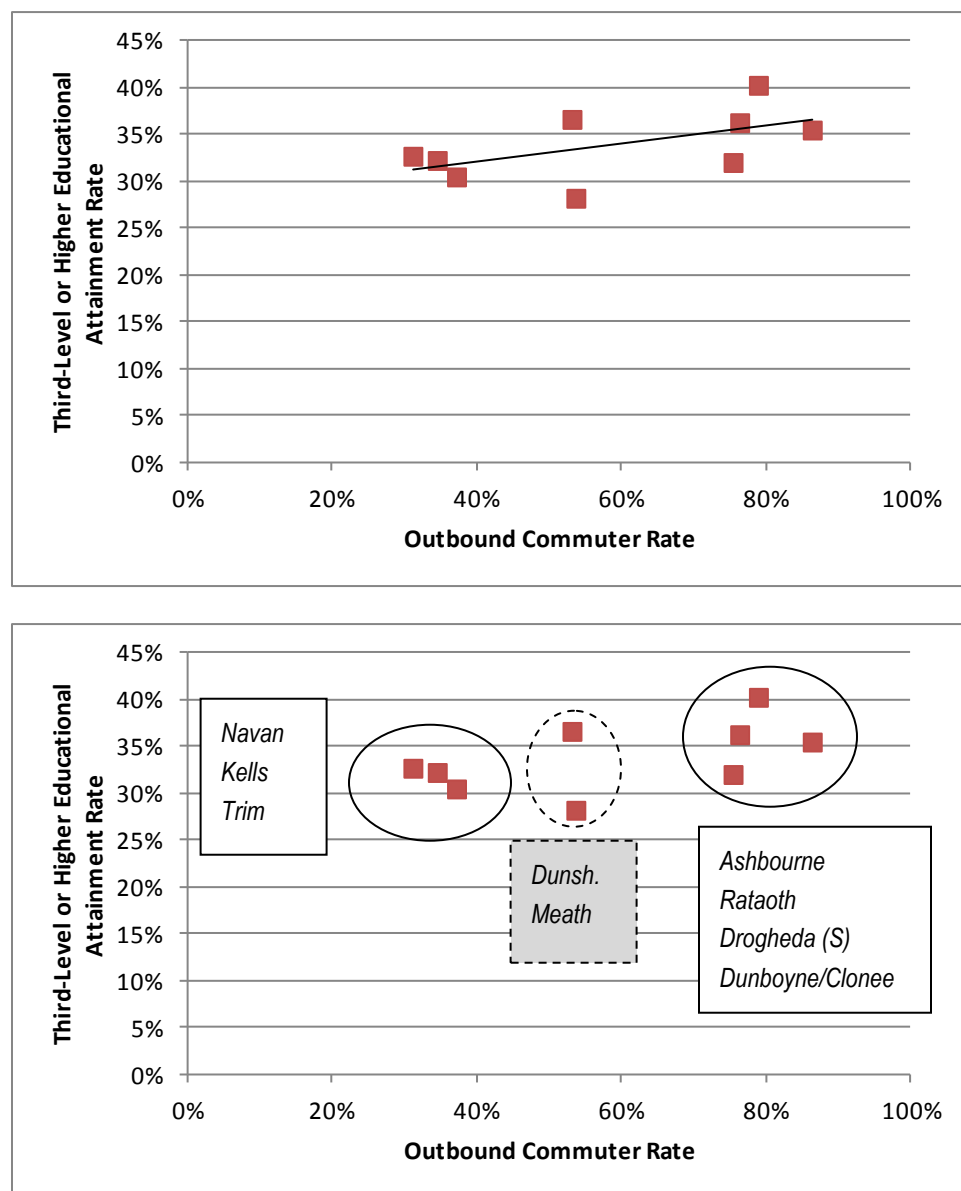 45%
40%
35%
30%
25%
20%
15%
10%
5%
0%
Third-Level or Higher Educational
Attainment Rate
0% 20% 40% 60% 80% 100%
Outbound Commuter Rate
45%
40%
35%
30%
25%
20%
15%
10%
5%
0%
Third-Level or Higher Educational
Attainment Rate
Navan
Kells
Trim
Dunsh.
Meath
Ashbourne
Rataoth
Drogheda (S)
Dunboyne/Clonee
0% 20% 40% 60% 80% 100%
Outbound Commuter Rate